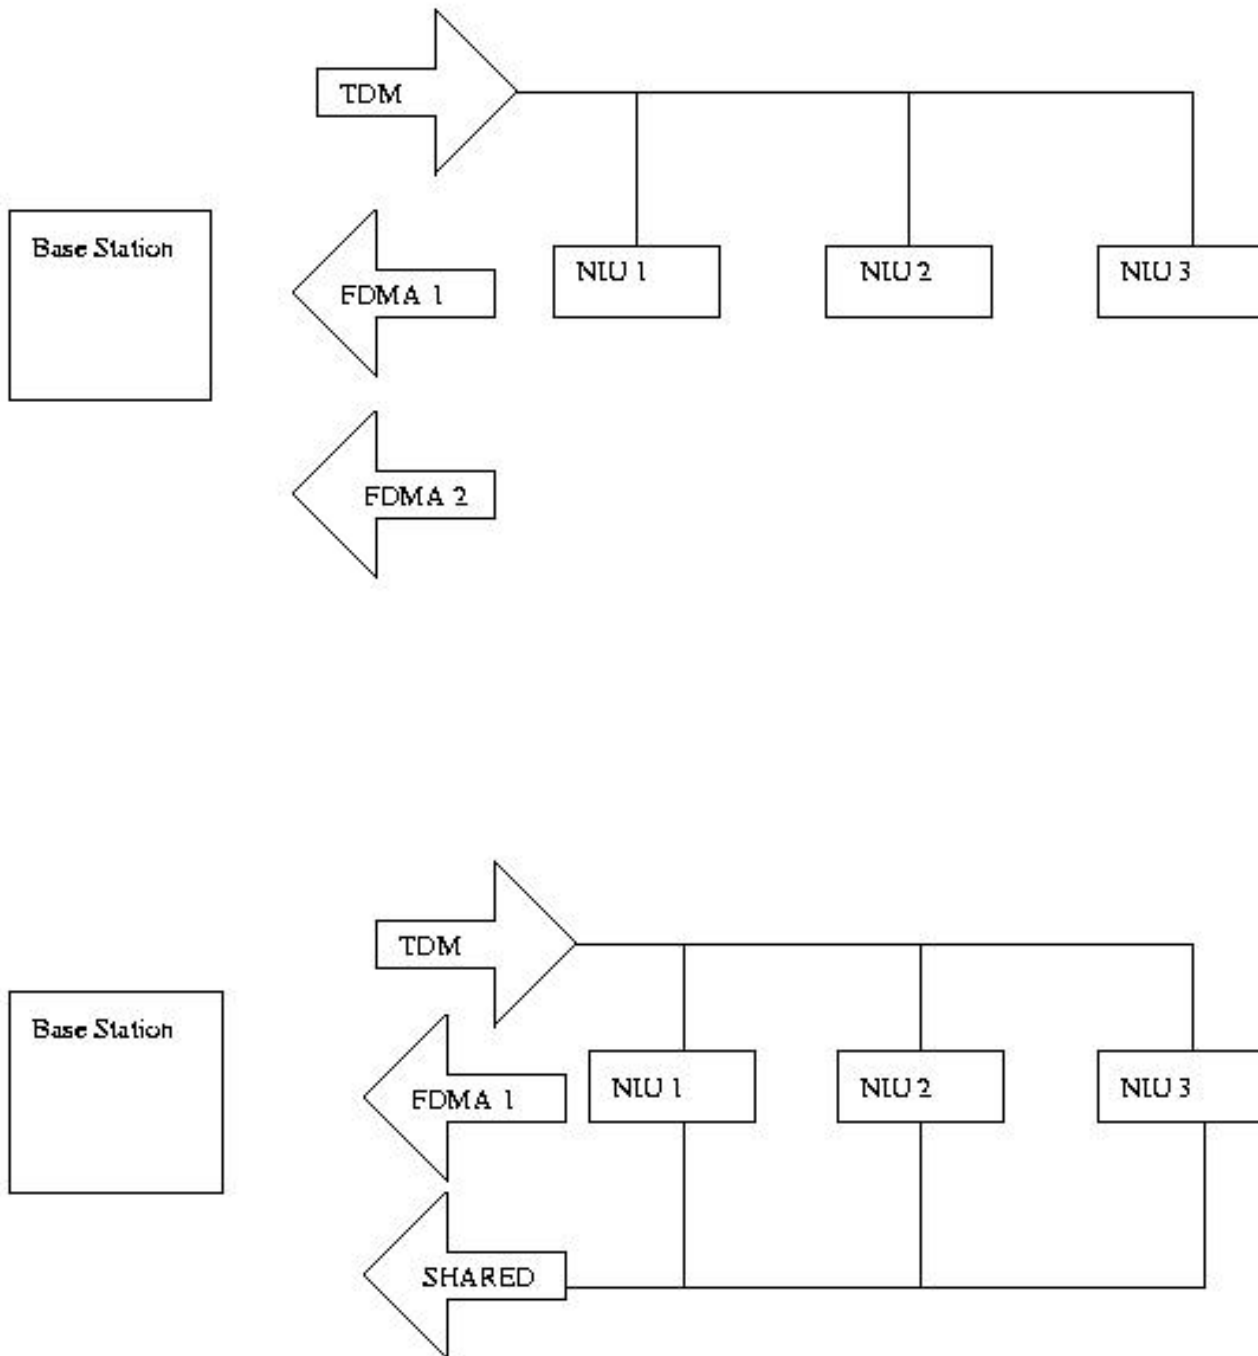 TDM
Base Station
FDMA 1
NIU 1
NIU 2
NIU 3
FDMA 2
TDM
Base Station
FDMA 1
NIU 1
NIU 2
NIU 3
SHARED